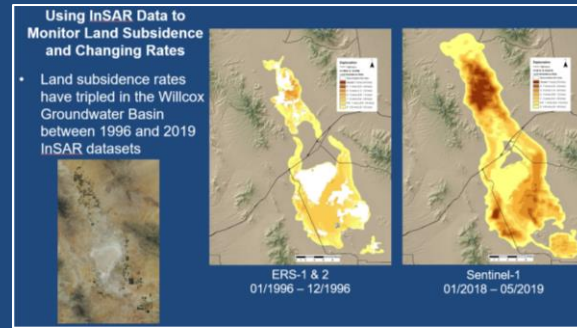 Using InSAR Data to
Monitor Land Subsidence
and Changing Rates
• Land subsidence rates
have tripled in the Willcox
Groundwater Basin
between 1996 and 2019
InSAR datasets
ERS-1 & 2
01/1996 – 12/1996
Sentinel-1
01/2018 – 05/2019